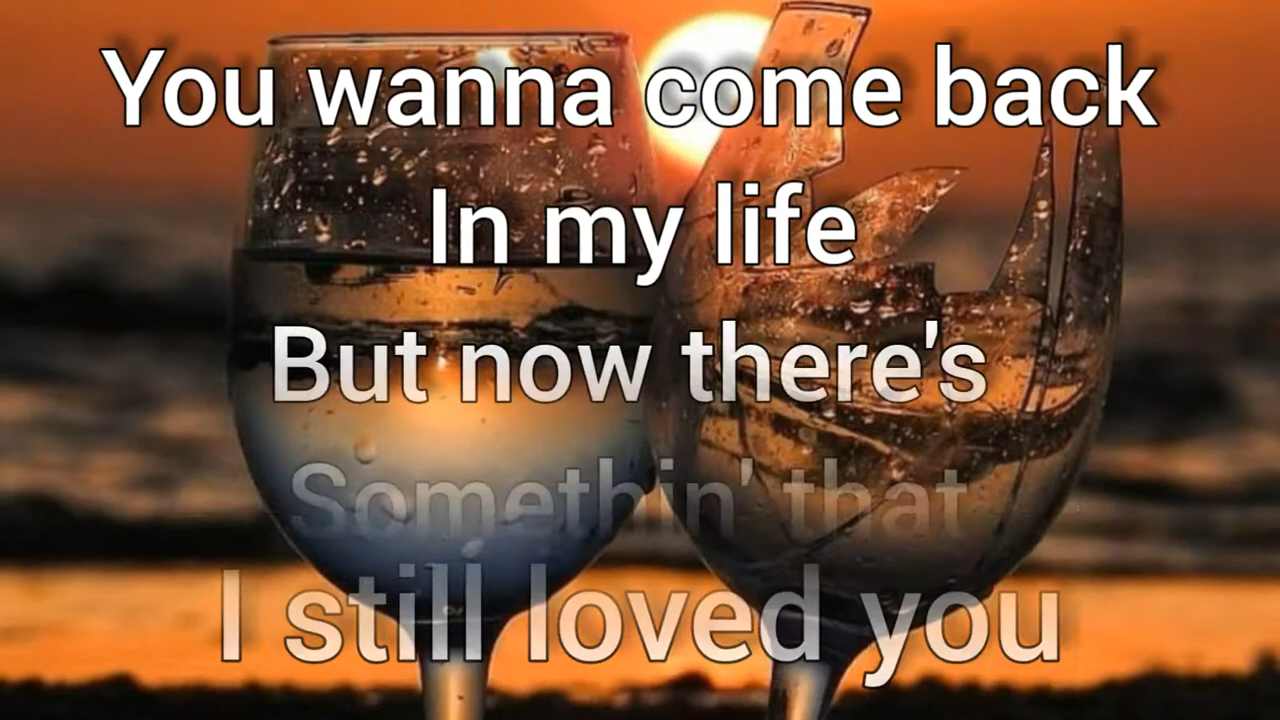 You wanna come back
In my life
But now there's
Somethin' that
I still loved you